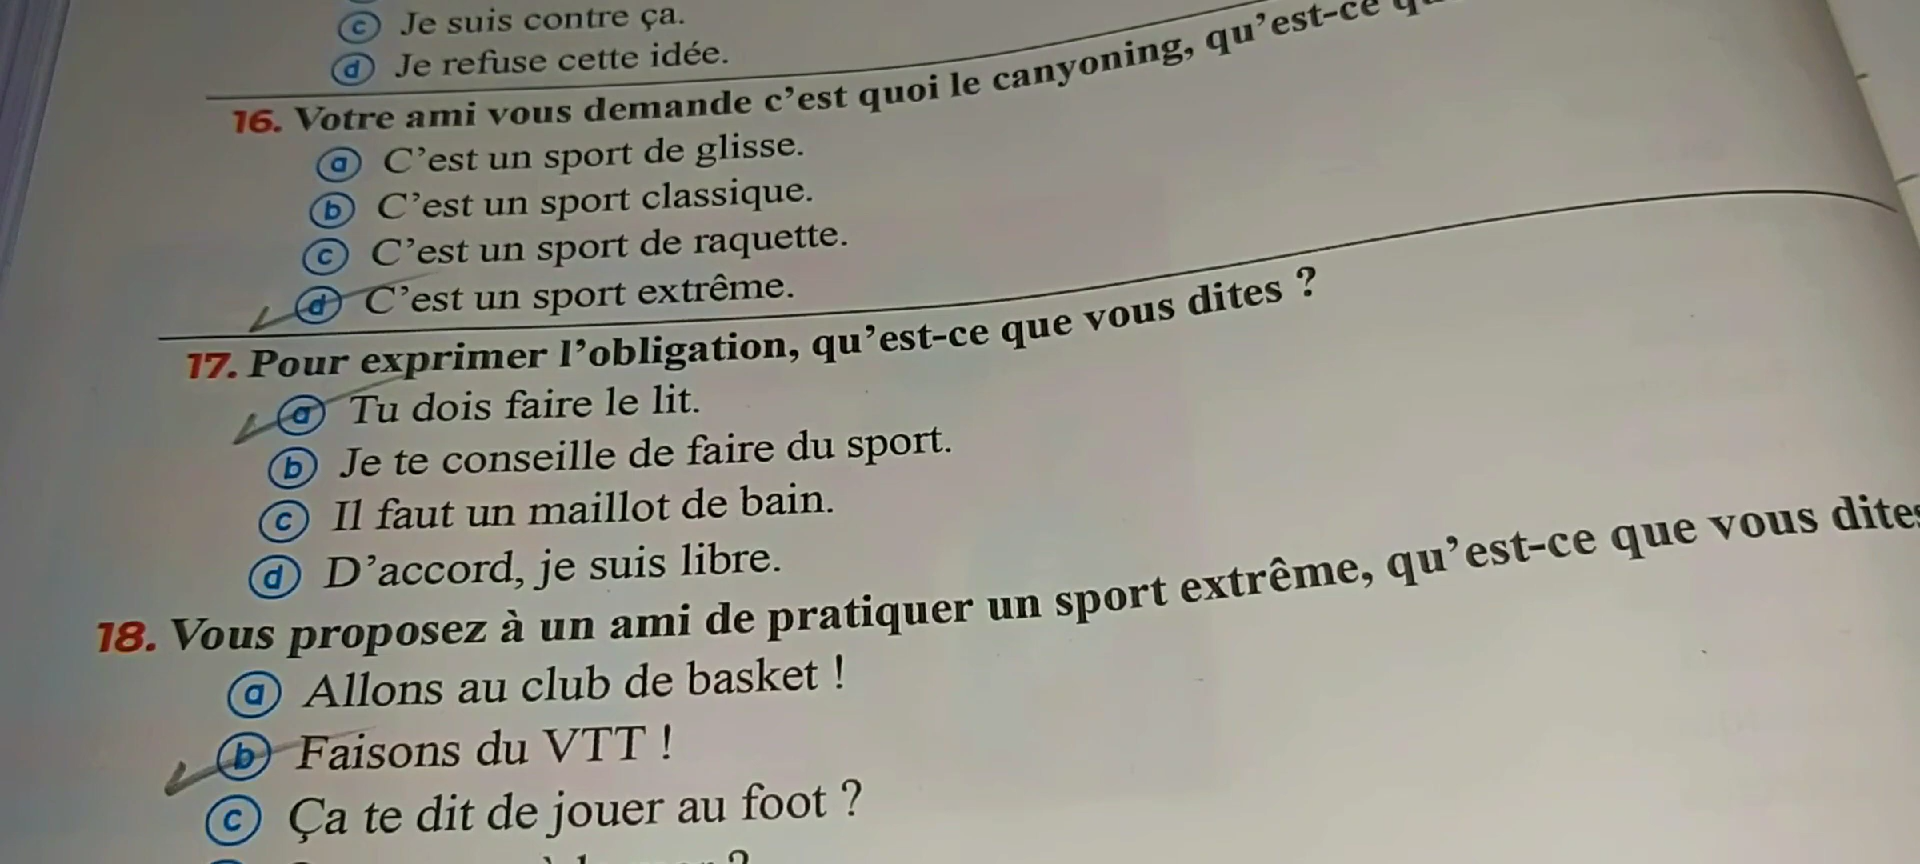 c Je suis contre ça.
d Je refuse cette idée.
16. Votre ami vous demande c'est quoi le canyoning, qu'est-ce
a C'est un sport de glisse.
b C'est un sport classique.
c C'est un sport de raquette.
d C'est un sport extrême.
17. Pour exprimer l'obligation, qu'est-ce que vous dites ?
a Tu dois faire le lit.
b Je te conseille de faire du sport.
c Il faut un maillot de bain.
d D'accord, je suis libre.
18. Vous proposez à un ami de pratiquer un sport extrême, qu'est-ce que vous dites
a Allons au club de basket !
b Faisons du VTT !
c Ça te dit de jouer au foot ?